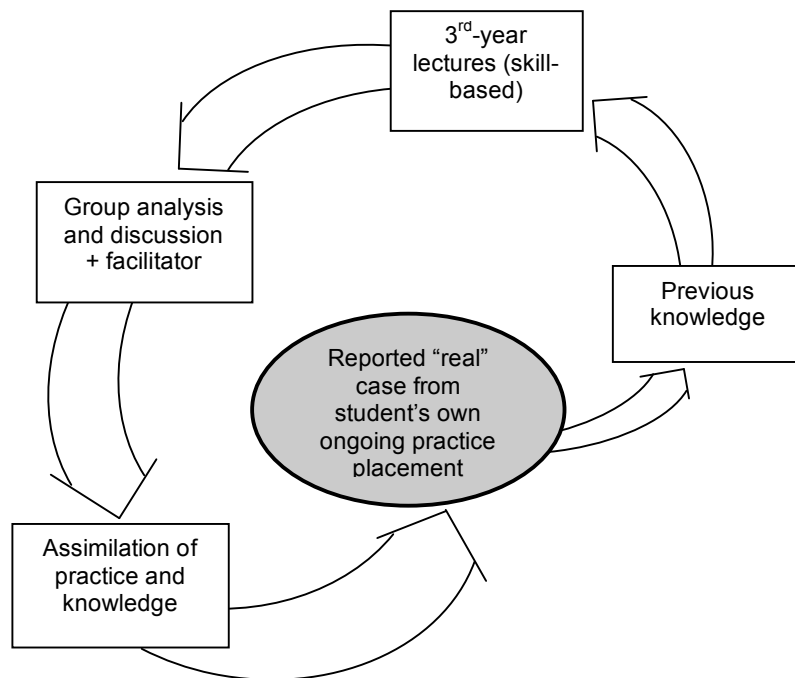 3rd-year
lectures (skill-
based)
Group analysis
and discussion
+ facilitator
Previous
knowledge
Reported “real”
case from
student’s own
ongoing practice
placement
Assimilation of
practice and
knowledge